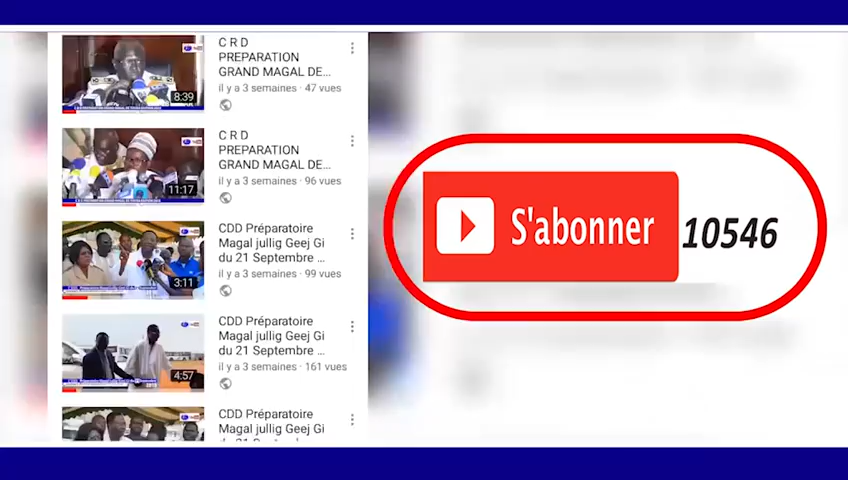 C R D
PREPARATION
GRAND MAGAL DE...
il y a 3 semaines · 47 vues
8:39
C R D
PREPARATION
GRAND MAGAL DE...
il y a 3 semaines · 96 vues
11:17
CDD Préparatoire
Magal jullig Geej Gi
du 21 Septembre ...
il y a 3 semaines · 99 vues
3:11
CDD Préparatoire
Magal jullig Geej Gi
du 21 Septembre ...
il y a 3 semaines · 161 vues
4:57
CDD Préparatoire
Magal jullig Geej Gi
du 21 Septembre
S'abonner
10546